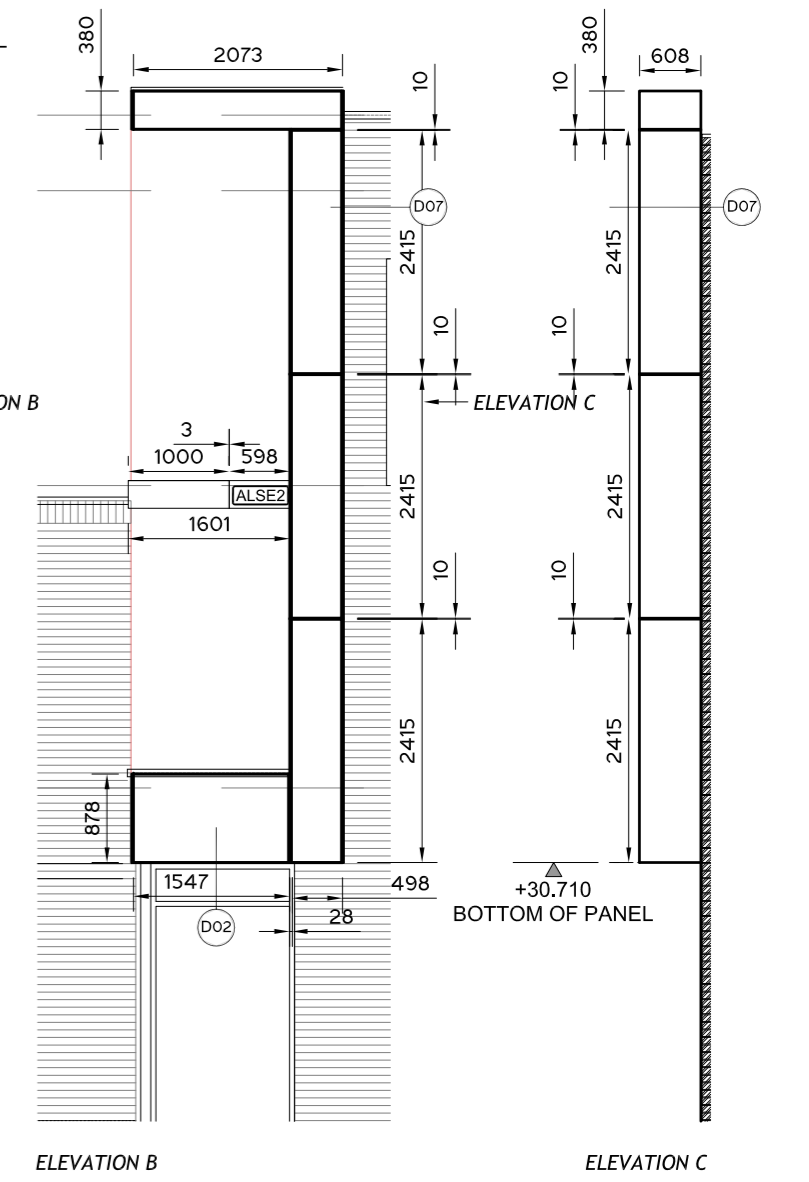 380
2073
10
10
380
608
D07
D07
2415
2415
10
10
ON B
ELEVATION C
3
1000
598
ALSE2
1601
2415
2415
10
10
2415
2415
878
1547
498
28
D02
+30.710
BOTTOM OF PANEL
ELEVATION B
ELEVATION C